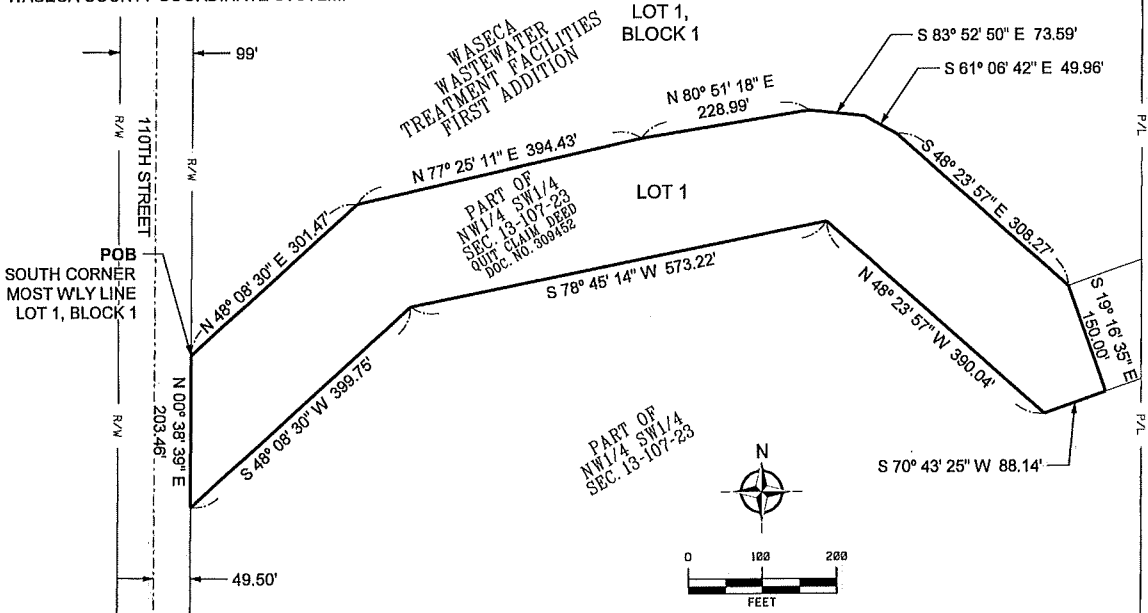 LOT 1,
BLOCK 1
99'
WASECA
WASTEWATER
TREATMENT FACILITIES
FIRST ADDITION
S 83° 52' 50" E 73.59'
S 61° 06' 42" E 49.96'
N 80° 51' 18" E
228.99'
R/W
R/W
P/L
110TH STREET
N 77° 25' 11" E 394.43'
S 48° 23' 57" E 308.27'
PART OF
NW1/4 SW1/4
SEC. 13-107-23
QUIT CLAIM DEED
DOC. NO. 309452
LOT 1
N 48° 08' 30" E 301.47'
POB
SOUTH CORNER
MOST W'LY LINE
LOT 1, BLOCK 1
S 78° 45' 14" W 573.22'
N 48° 23' 57" W 390.04'
S 19° 16' 35" E
150.00'
N 00° 38' 39" E
203.46'
S 48° 08' 30" W 399.75'
R/W
P/L
PART OF
NW1/4 SW1/4
SEC. 13-107-23
S 70° 43' 25" W 88.14'
N
49.50'
0 100 200
FEET